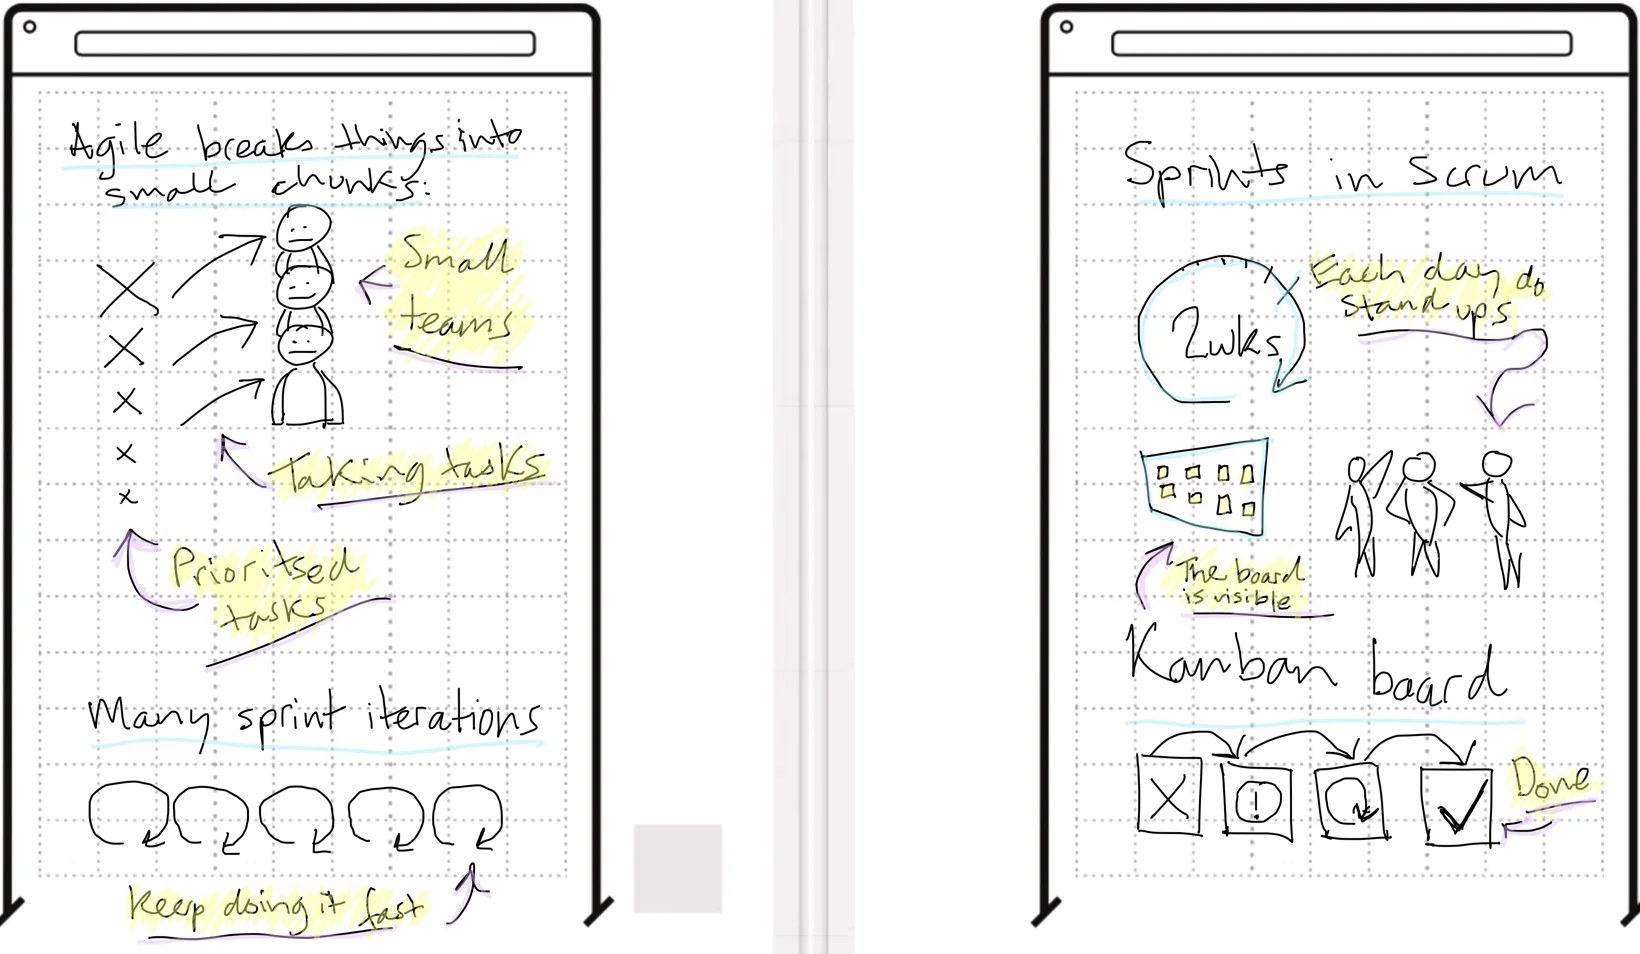 Agile breaks things into
small chunks:
Small
teams
Taking tasks
Prioritsed
tasks
Many sprint iterations
Keep doing it fast
Sprints in Scrum
Each day do
stand ups
2wks
The board
is visible
Kanban board
!
Done